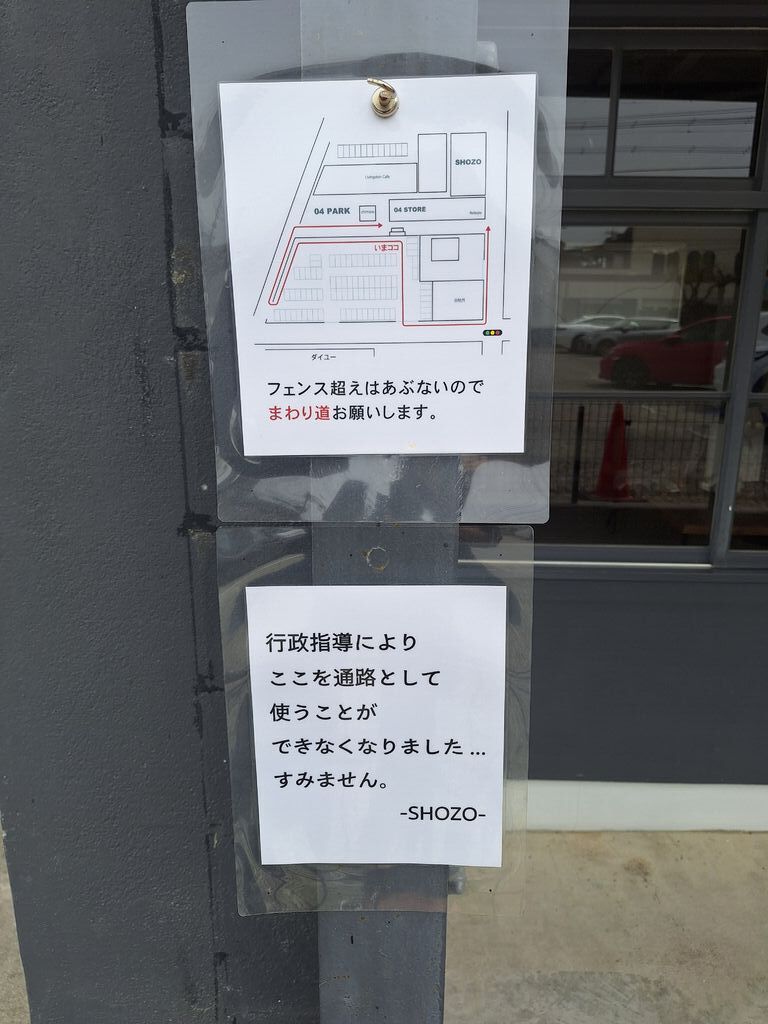 SHOZO
Livingston Cafe
04 PARK
04 STORE
いまココ
ダイユー
フェンス超えはあぶないので
まわり道お願いします。
行政指導により
ここを通路として
使うことが
できなくなりました...
すみません。
-SHOZO-